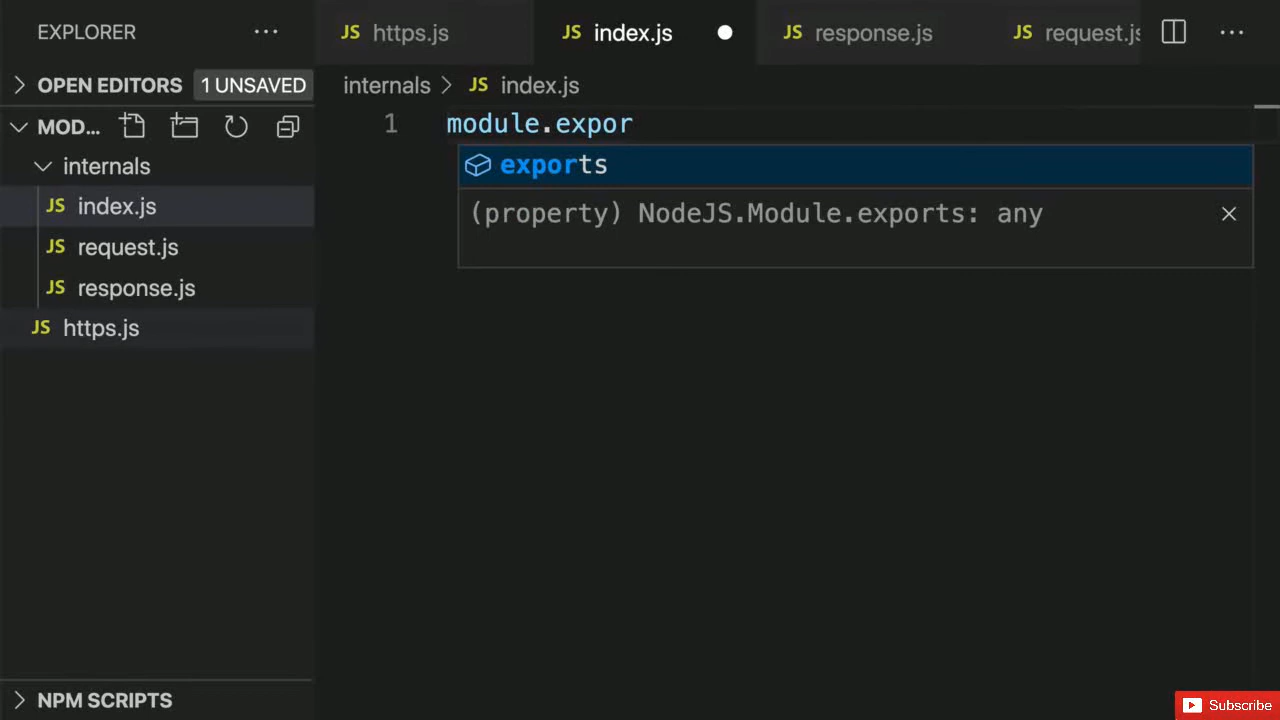 EXPLORER
JS https.js
JS index.js
JS response.js
JS request.js
OPEN EDITORS 1 UNSAVED
internals > JS index.js
MOD...
1 module.expor
exports
(property) NodeJS.Module.exports: any
internals
JS index.js
JS request.js
JS response.js
JS https.js
NPM SCRIPTS
Subscribe